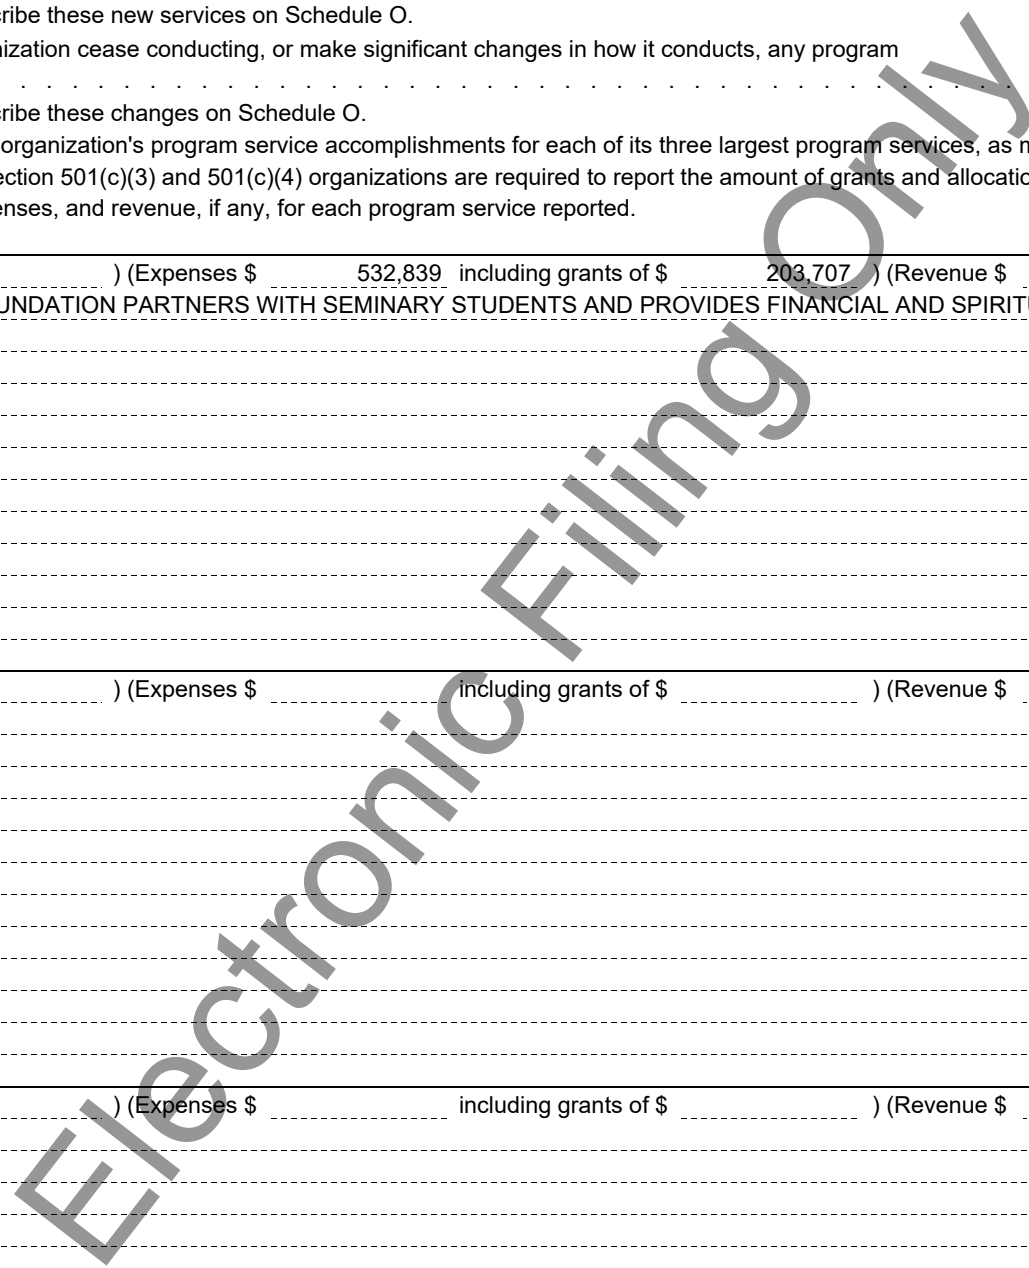 cribe these new services on Schedule O.
nization cease conducting, or make significant changes in how it conducts, any program
. . . . . . . . . . . . . . . . . . . . . . . . . . . . . . . . . . . . . . .
cribe these changes on Schedule O.
organization's program service accomplishments for each of its three largest program services, as m
ection 501(c)(3) and 501(c)(4) organizations are required to report the amount of grants and allocatio
enses, and revenue, if any, for each program service reported.
) (Expenses $ 532,839 including grants of $ 203,707 ) (Revenue $
UNDATION PARTNERS WITH SEMINARY STUDENTS AND PROVIDES FINANCIAL AND SPIRITU
) (Expenses $ including grants of $ ) (Revenue $
) (Expenses $ including grants of $ ) (Revenue $
Electronic Filing Only